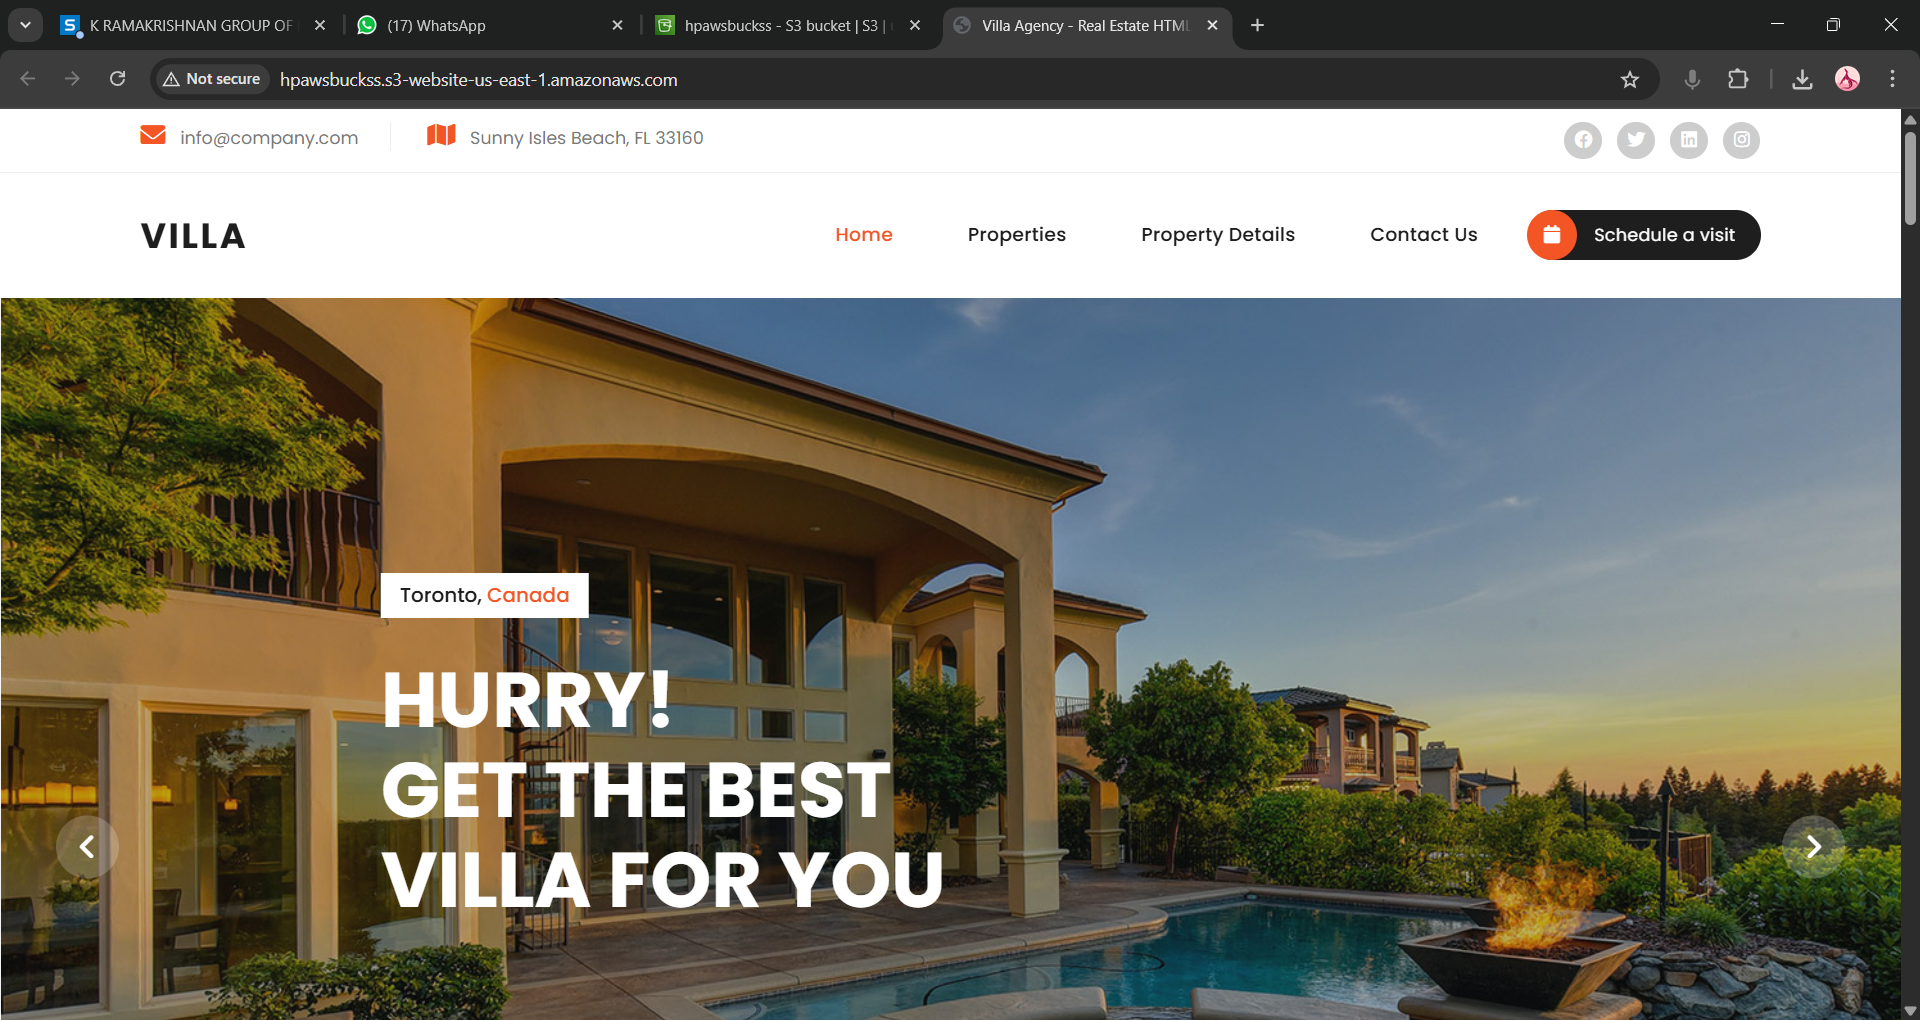 K RAMAKRISHNAN GROUP OF
(17) WhatsApp
hpawsbuckss - S3 bucket | S3 |
Villa Agency - Real Estate HTML
Not secure
hpawsbuckss.s3-website-us-east-1.amazonaws.com
info@company.com
Sunny Isles Beach, FL 33160
VILLA
Home
Properties
Property Details
Contact Us
Schedule a visit
Toronto, Canada
HURRY!
GET THE BEST
VILLA FOR YOU